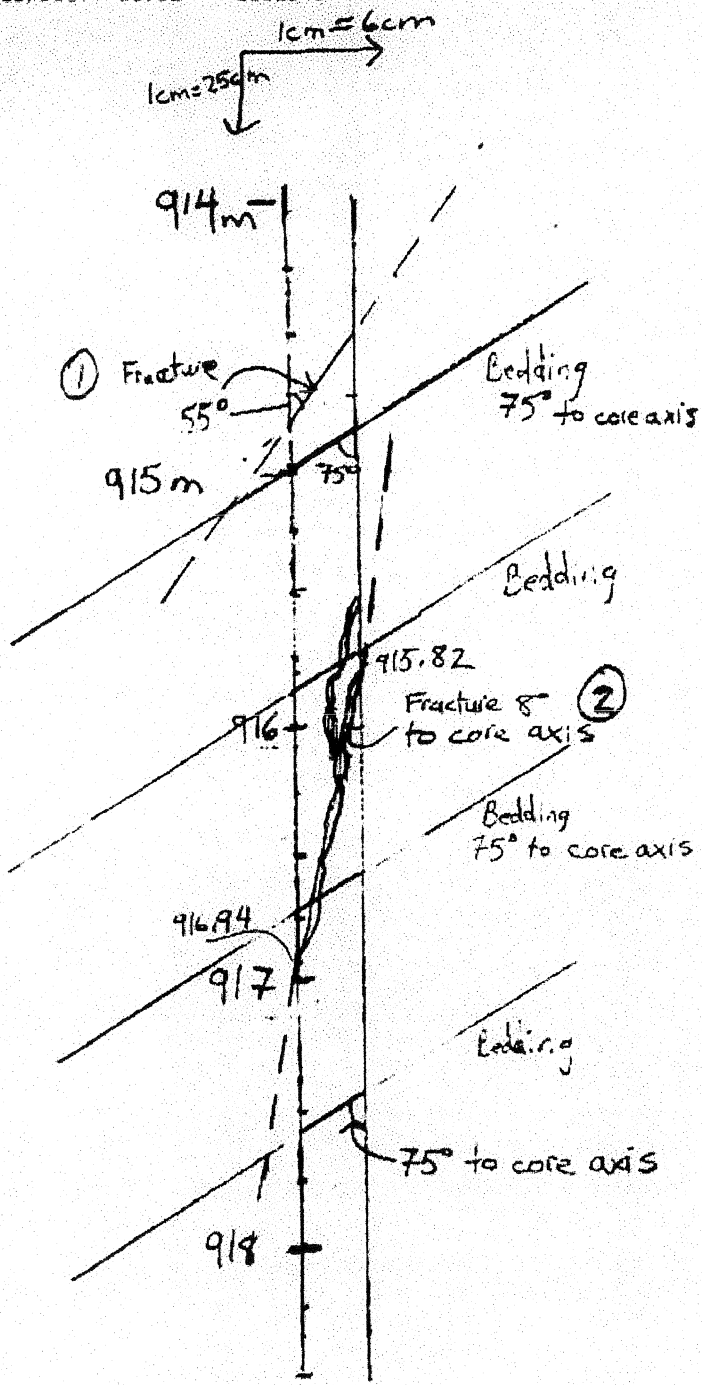 1cm = 6cm
1cm = 25cm
914m
① Fracture
55°
Bedding
75° to core axis
75°
915m
Bedding
915.82
Fracture 8° ②
to core axis
916
Bedding
75° to core axis
916.94
917
Bedding
75° to core axis
918